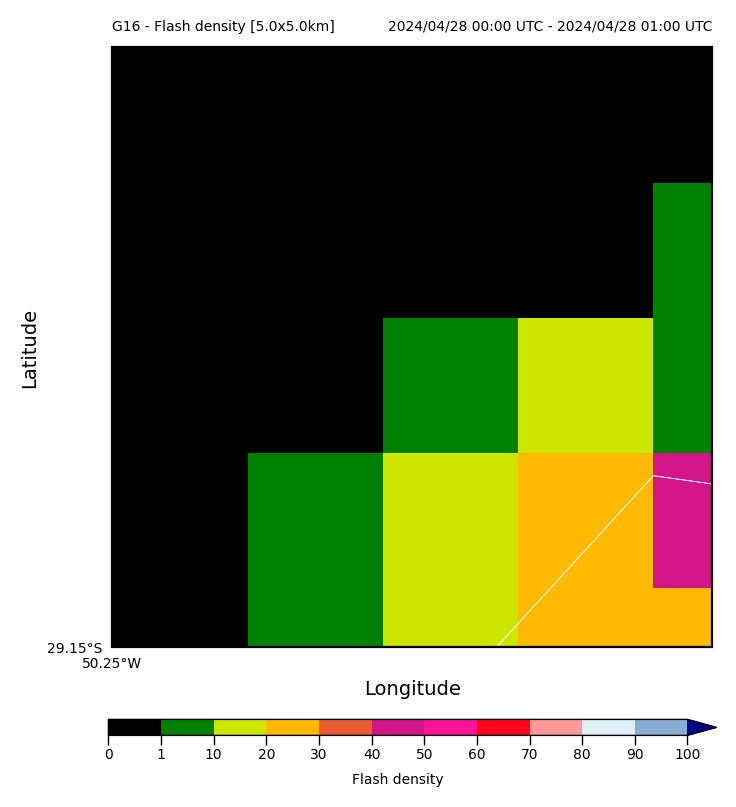 G16 - Flash density [5.0x5.0km] 2024/04/28 00:00 UTC - 2024/04/28 01:00 UTC
Latitude
29.15°S
50.25°W
Longitude
0 1 10 20 30 40 50 60 70 80 90 100
Flash density